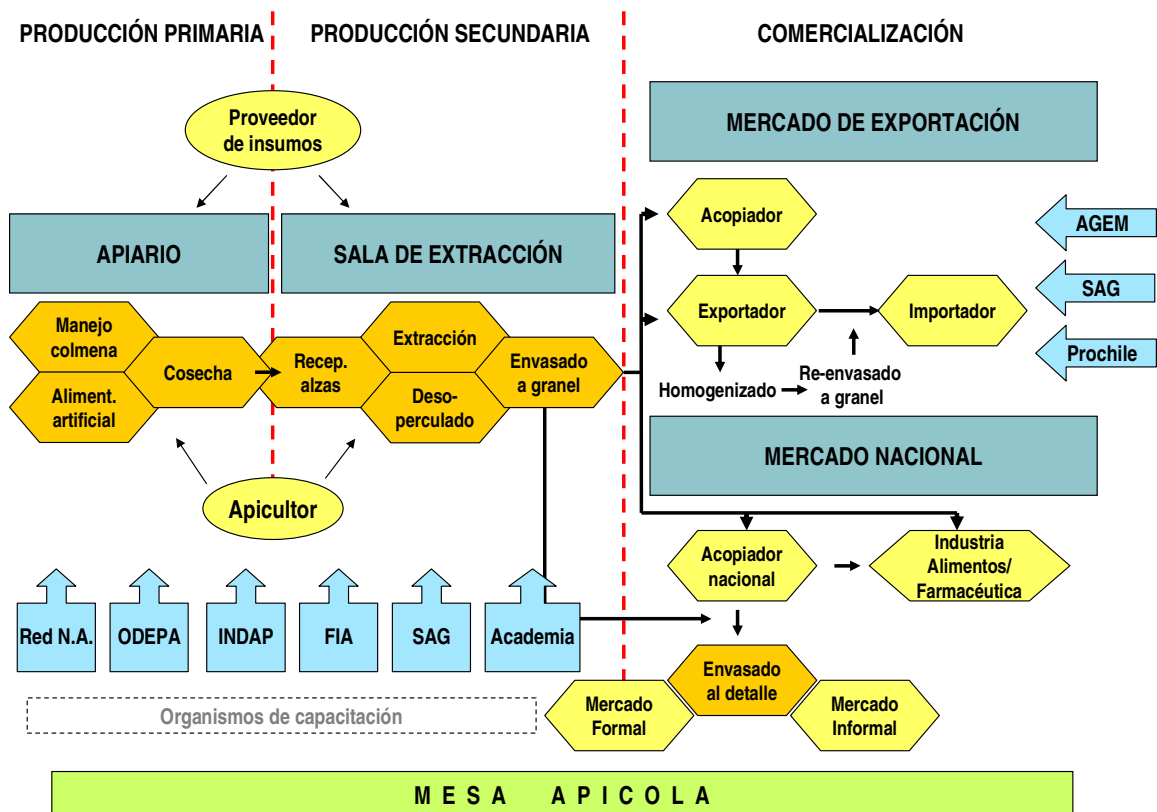 PRODUCCIÓN PRIMARIA
PRODUCCIÓN SECUNDARIA
COMERCIALIZACIÓN
Proveedor
de insumos
MERCADO DE EXPORTACIÓN
APIARIO
SALA DE EXTRACCIÓN
Acopiador
AGEM
Manejo
colmena
Cosecha
Aliment.
artificial
Recep.
alzas
Extracción
Deso-
perculado
Envasado
a granel
Exportador
Importador
SAG
Homogenizado
Re-envasado
a granel
Prochile
MERCADO NACIONAL
Apicultor
Acopiador
nacional
Industria
Alimentos/
Farmacéutica
Red N.A.
ODEPA
INDAP
FIA
SAG
Academia
Envasado
al detalle
Mercado
Formal
Mercado
Informal
Organismos de capacitación
MESA APICOLA